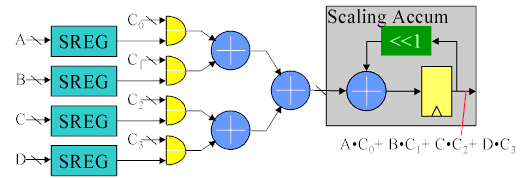 Scaling Accum
C0
A SREG
<<1
C1
B SREG
C2
C SREG
C3
D SREG
A•C0+ B•C1+ C•C2+ D•C3